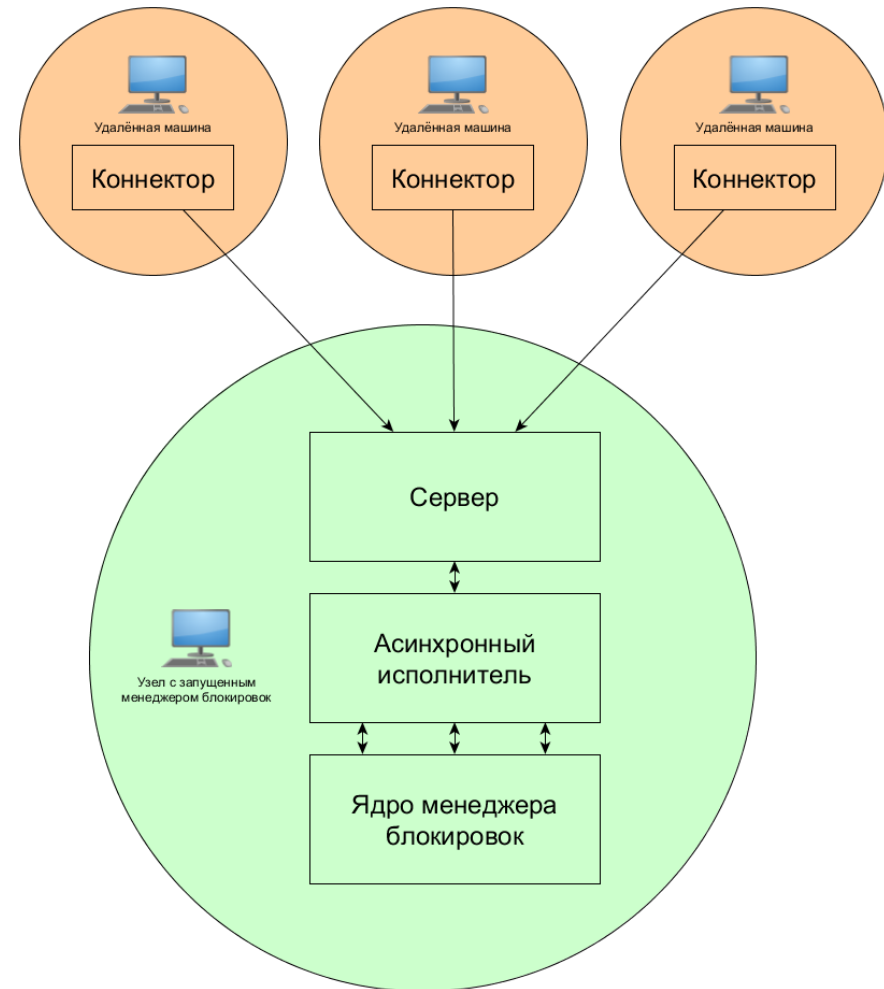 Удалённая машина
Коннектор
Удалённая машина
Коннектор
Удалённая машина
Коннектор
Сервер
Асинхронный
исполнитель
Узел с запущенным
менеджером блокировок
Ядро менеджера
блокировок